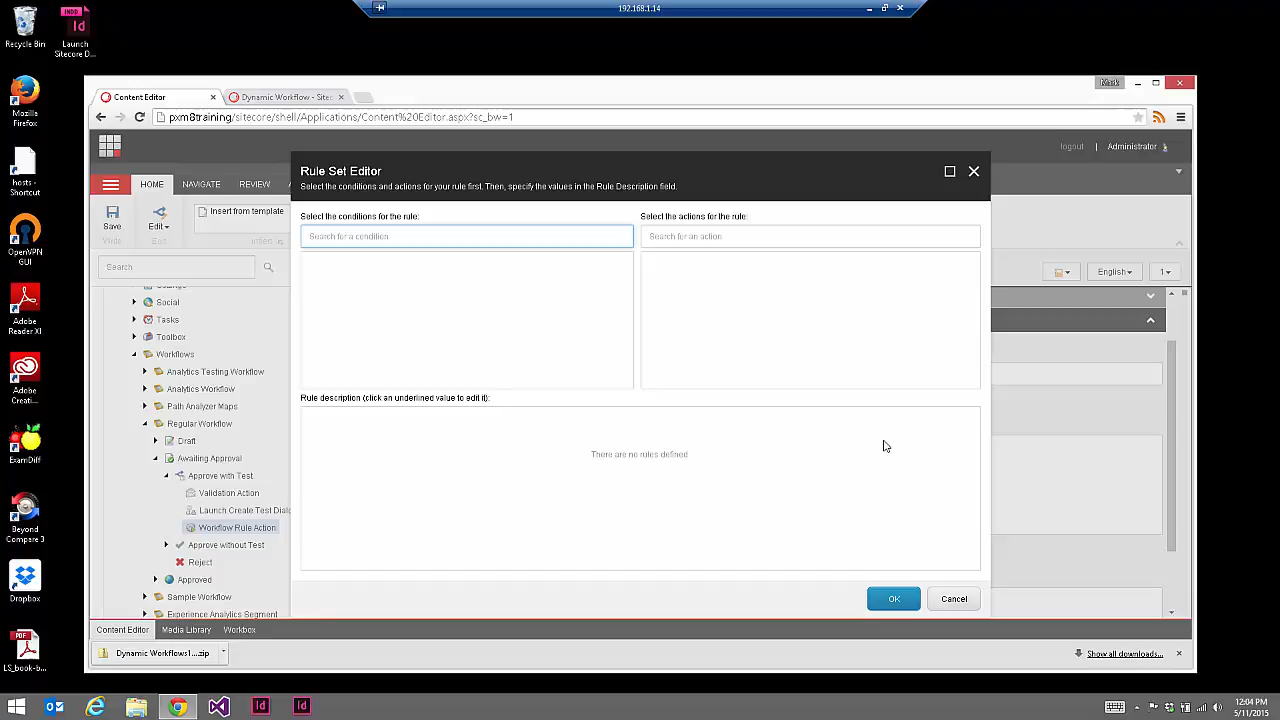 192.168.1.14
Recycle Bin
Launch
Sitecore D...
Mozilla
Firefox
hosts -
Shortcut
OpenVPN
GUI
Adobe
Reader XI
Adobe
Creati...
ExamDiff
Beyond
Compare 3
Dropbox
LS_book-b...
Content Editor
Dynamic Workflow - Sitec
pxm8training/sitecore/shell/Applications/Content%20Editor.aspx?sc_bw=1
logout | Administrator
HOME
NAVIGATE
REVIEW
Save
Write
Edit
Edit
Insert from template
Search
English
1
Social
Tasks
Toolbox
Workflows
Analytics Testing Workflow
Analytics Workflow
Path Analyzer Maps
Regular Workflow
Draft
Awaiting Approval
Approve with Test
Validation Action
Launch Create Test Dialo
Workflow Rule Action
Approve without Test
Reject
Approved
Sample Workflow
Experience Analytics Segment
Rule Set Editor
Select the conditions and actions for your rule first. Then, specify the values in the Rule Description field.
Select the conditions for the rule:
Search for a condition
Select the actions for the rule:
Search for an action
Rule description (click an underlined value to edit it):
There are no rules defined
OK
Cancel
Content Editor
Media Library
Workbox
Dynamic Workflows1....zip
Show all downloads...
12:04 PM
5/11/2015